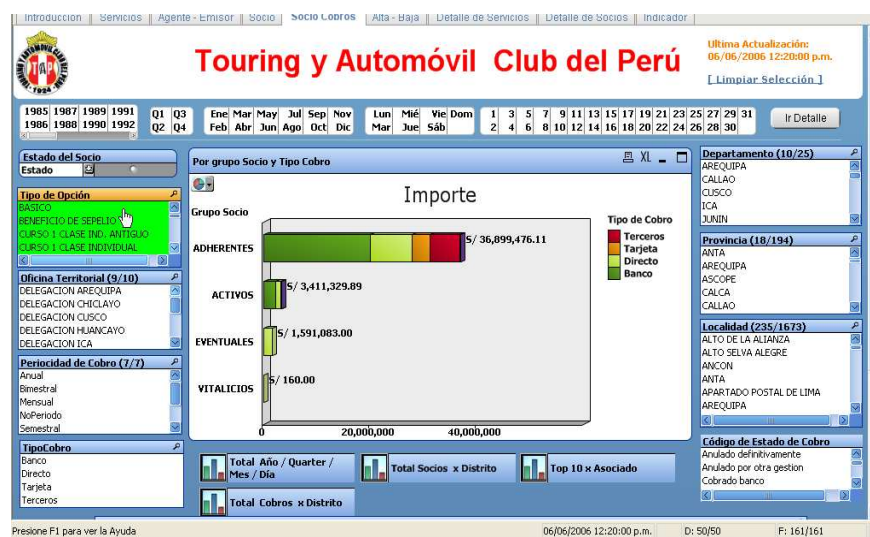 Introducción Servicios Agente - Emisor Socio Socio Cobros Alta - Baja Detalle de Servicios Detalle de Socios Indicador
TAP
1924
Touring y Automóvil Club del Perú
Ultima Actualización:
06/06/2006 12:20:00 p.m.
[ Limpiar Selección ]
1985 1987 1989 1991 Q1 Q3 Ene Mar May Jul Sep Nov Lun Mié Vie Dom 1 3 5 7 9 11 13 15 17 19 21 23 25 27 29 31
1986 1988 1990 1992 Q2 Q4 Feb Abr Jun Ago Oct Dic Mar Jue Sáb 2 4 6 8 10 12 14 16 18 20 22 24 26 28 30
Ir Detalle
Estado del Socio
Estado
Tipo de Opción
BASICO
BENEFICIO DE SEPELIO
CURSO 1 CLASE IND. ANTIGUO
CURSO 1 CLASE INDIVIDUAL
Oficina Territorial (9/10)
DELEGACION AREQUIPA
DELEGACION CHICLAYO
DELEGACION CUSCO
DELEGACION HUANCAYO
DELEGACION ICA
Periocidad de Cobro (7/7)
Anual
Bimestral
Mensual
NoPeriodo
Semestral
TipoCobro
Banco
Directo
Tarjeta
Terceros
Por grupo Socio y Tipo Cobro
XL
Importe
Grupo Socio
ADHERENTES
S/ 36,899,476.11
ACTIVOS
S/ 3,411,329.89
EVENTUALES
S/ 1,591,083.00
VITALICIOS
S/ 160.00
0 20,000,000 40,000,000
Tipo de Cobro
Terceros
Tarjeta
Directo
Banco
Total Año / Quarter /
Mes / Día
Total Socios x Distrito
Top 10 x Asociado
Total Cobros x Distrito
Departamento (10/25)
AREQUIPA
CALLAO
CUSCO
ICA
JUNIN
Provincia (18/194)
ANTA
AREQUIPA
ASCOPE
CALCA
CALLAO
Localidad (235/1673)
ALTO DE LA ALIANZA
ALTO SELVA ALEGRE
ANCON
ANTA
APARTADO POSTAL DE LIMA
AREQUIPA
Código de Estado de Cobro
Anulado definitivamente
Anulado por otra gestion
Cobrado banco
Presione F1 para ver la Ayuda 06/06/2006 12:20:00 p.m. D: 50/50 F: 161/161